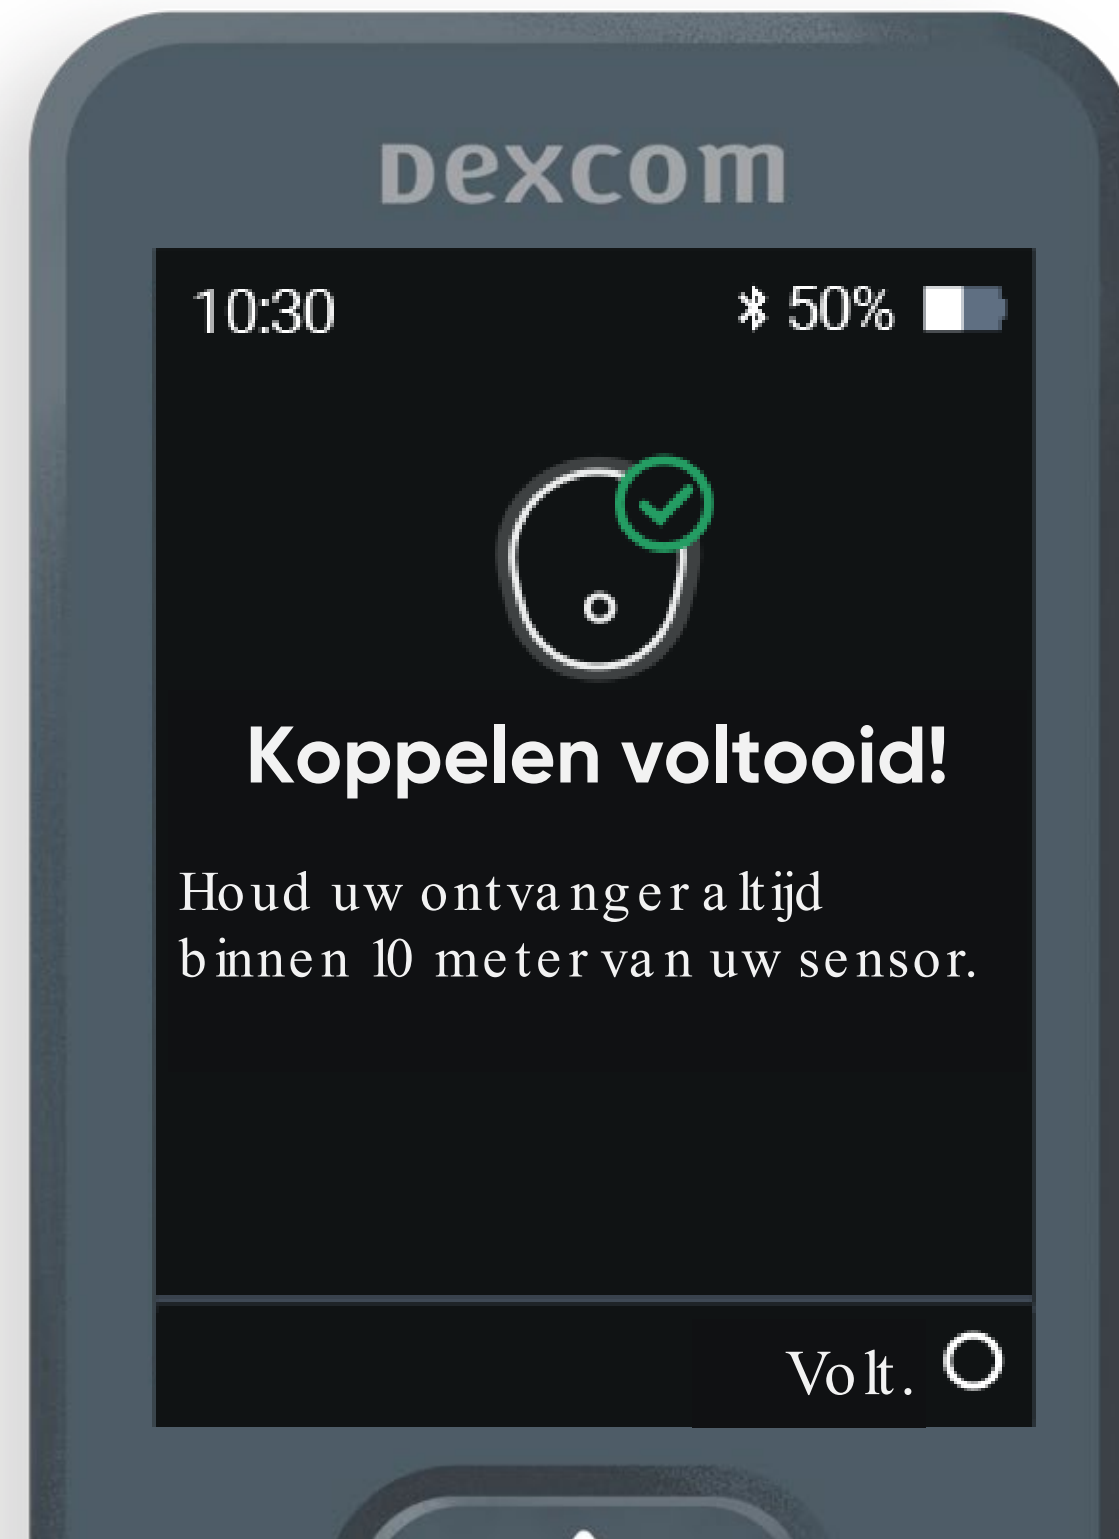 Dexcom
10:30 50%
Koppelen voltooid!
Houd uw ontvanger altijd
binnen 10 meter van uw sensor.
Volt.